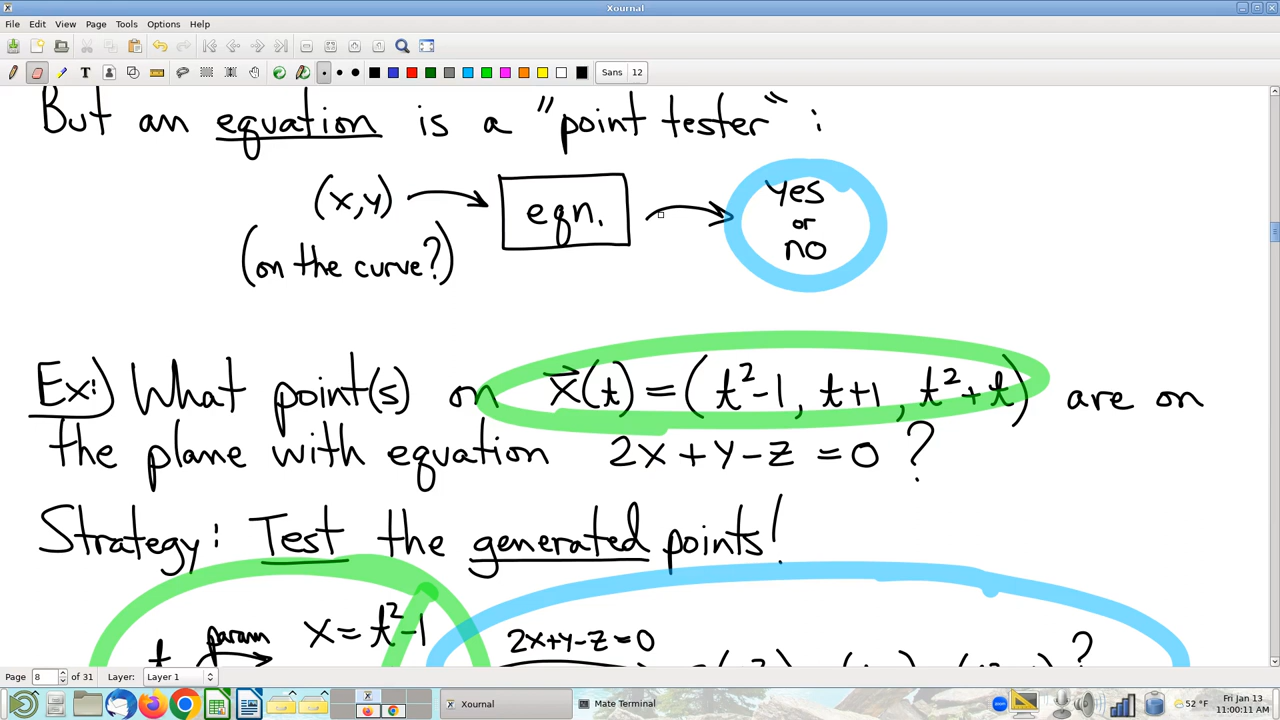 Xournal
File Edit View Page Tools Options Help
Sans 12
But an equation is a "point tester":
(x,y) → eqn. → yes or no
(on the curve?)
Ex:) What point(s) on x⃗(t) = (t²-1, t+1, t²+t) are on
the plane with equation 2x+y-z=0?
Strategy: Test the generated points!
t param x=t²-1 2x+y-z=0 ?
Page 8 of 31 Layer: Layer 1
Xournal Mate Terminal 52 °F Fri Jan 13
11:00:11 AM